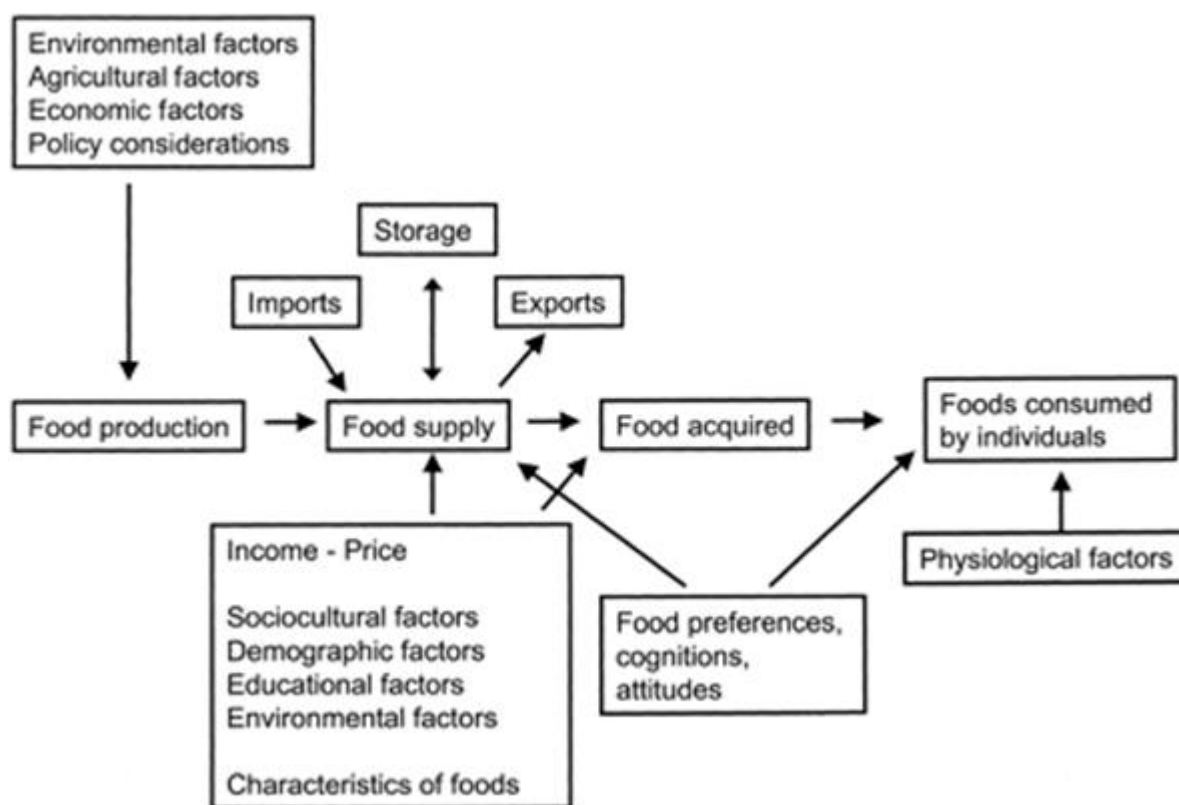 Environmental factors
Agricultural factors
Economic factors
Policy considerations
Storage
Imports
Exports
Food production
Food supply
Food acquired
Foods consumed
by individuals
Income - Price
Sociocultural factors
Demographic factors
Educational factors
Environmental factors
Characteristics of foods
Food preferences,
cognitions,
attitudes
Physiological factors